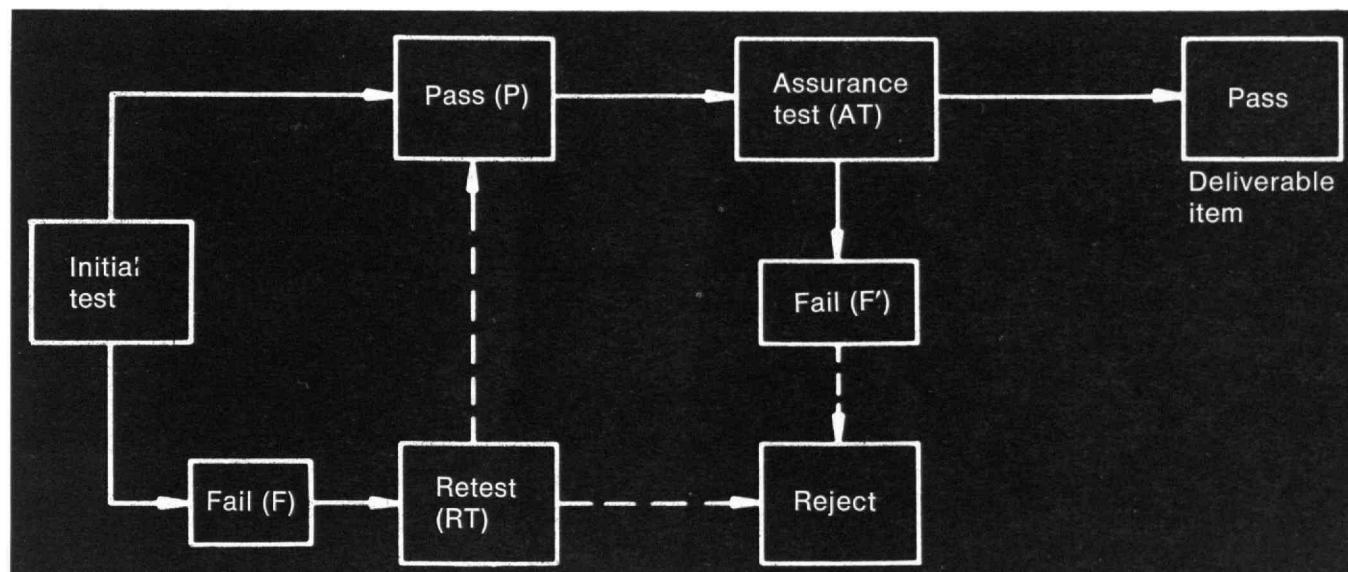 Pass (P)
Assurance
test (AT)
Pass
Deliverable
item
Initial
test
Fail (F')
Fail (F)
Retest
(RT)
Reject